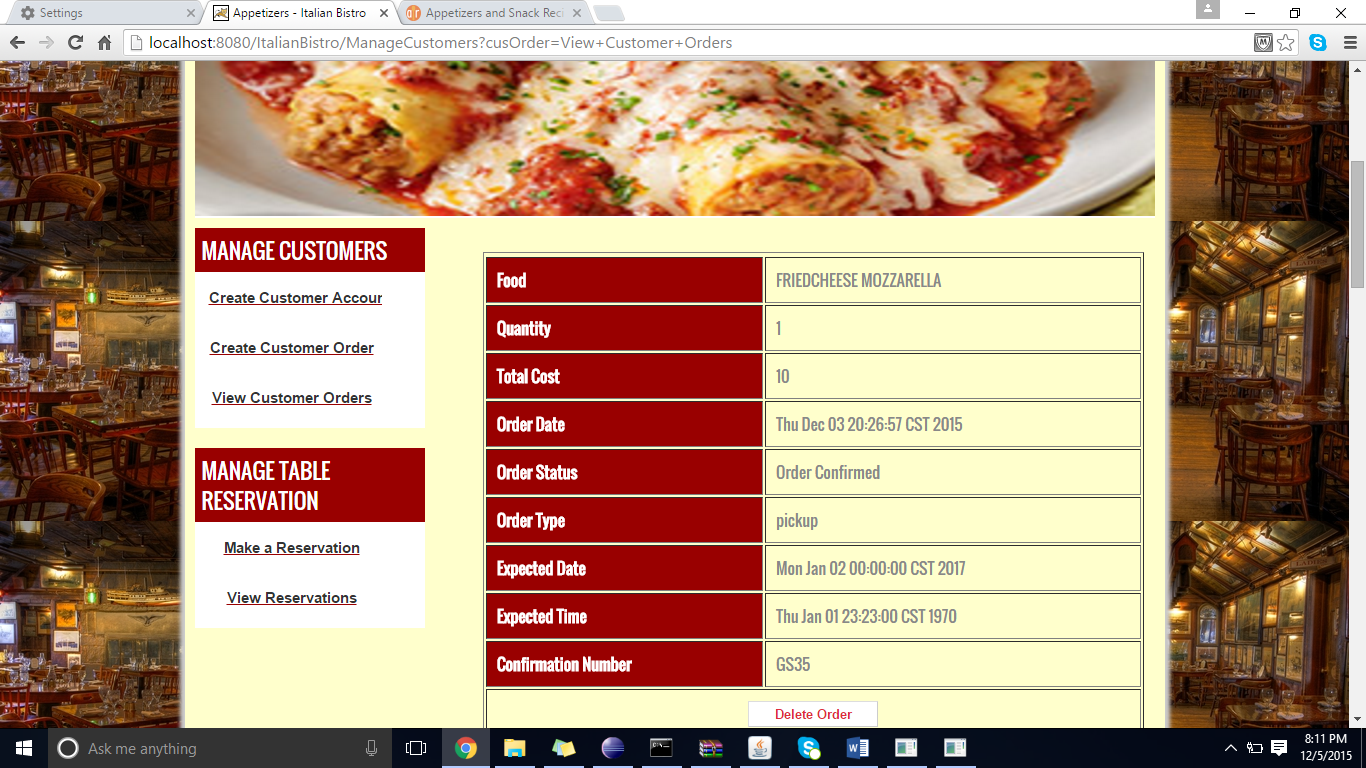 Settings
Appetizers - Italian Bistro
Appetizers and Snack Reci
localhost:8080/ItalianBistro/ManageCustomers?cusOrder=View+Customer+Orders
MANAGE CUSTOMERS
Create Customer Accour
Create Customer Order
View Customer Orders
MANAGE TABLE
RESERVATION
Make a Reservation
View Reservations
Food FRIEDCHEESE MOZZARELLA
Quantity 1
Total Cost 10
Order Date Thu Dec 03 20:26:57 CST 2015
Order Status Order Confirmed
Order Type pickup
Expected Date Mon Jan 02 00:00:00 CST 2017
Expected Time Thu Jan 01 23:23:00 CST 1970
Confirmation Number GS35
Delete Order
Ask me anything
8:11 PM
12/5/2015